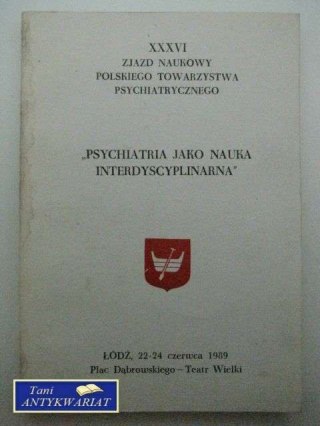 XXXVI
ZJAZD NAUKOWY
POLSKIEGO TOWARZYSTWA
PSYCHIATRYCZNEGO
„PSYCHIATRIA JAKO NAUKA
INTERDYSCYPLINARNA"
ŁÓDŹ, 22-24 czerwca 1989
Plac Dąbrowskiego — Teatr Wielki
Tani
ANTYKWARIAT